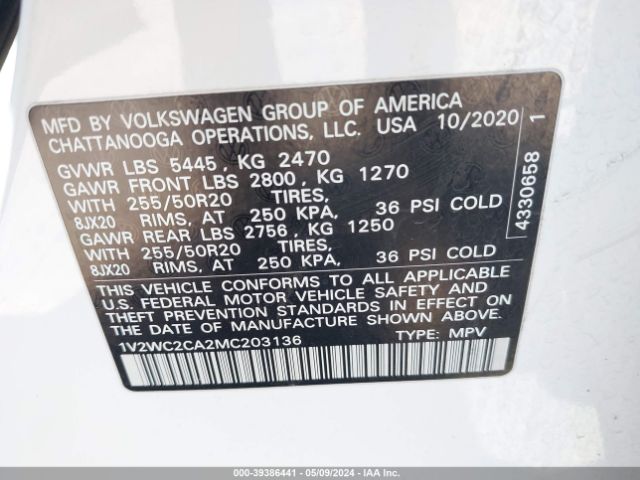 MFD BY VOLKSWAGEN GROUP OF AMERICA
CHATTANOOGA OPERATIONS, LLC. USA 10/2020
GVWR LBS 5445, KG 2470
GAWR FRONT LBS 2800, KG 1270
WITH 255/50R20 TIRES,
8JX20 RIMS, AT 250 KPA, 36 PSI COLD
GAWR REAR LBS 2756, KG 1250
WITH 255/50R20 TIRES,
8JX20 RIMS, AT 250 KPA, 36 PSI COLD
THIS VEHICLE CONFORMS TO ALL APPLICABLE
U.S. FEDERAL MOTOR VEHICLE SAFETY AND
THEFT PREVENTION STANDARDS IN EFFECT ON
THE DATE OF MANUFACTURE SHOWN ABOVE.
1V2WC2CA2MC203136 TYPE: MPV
4330658 1
000-39386441 - 05/09/2024 - IAAI.COM